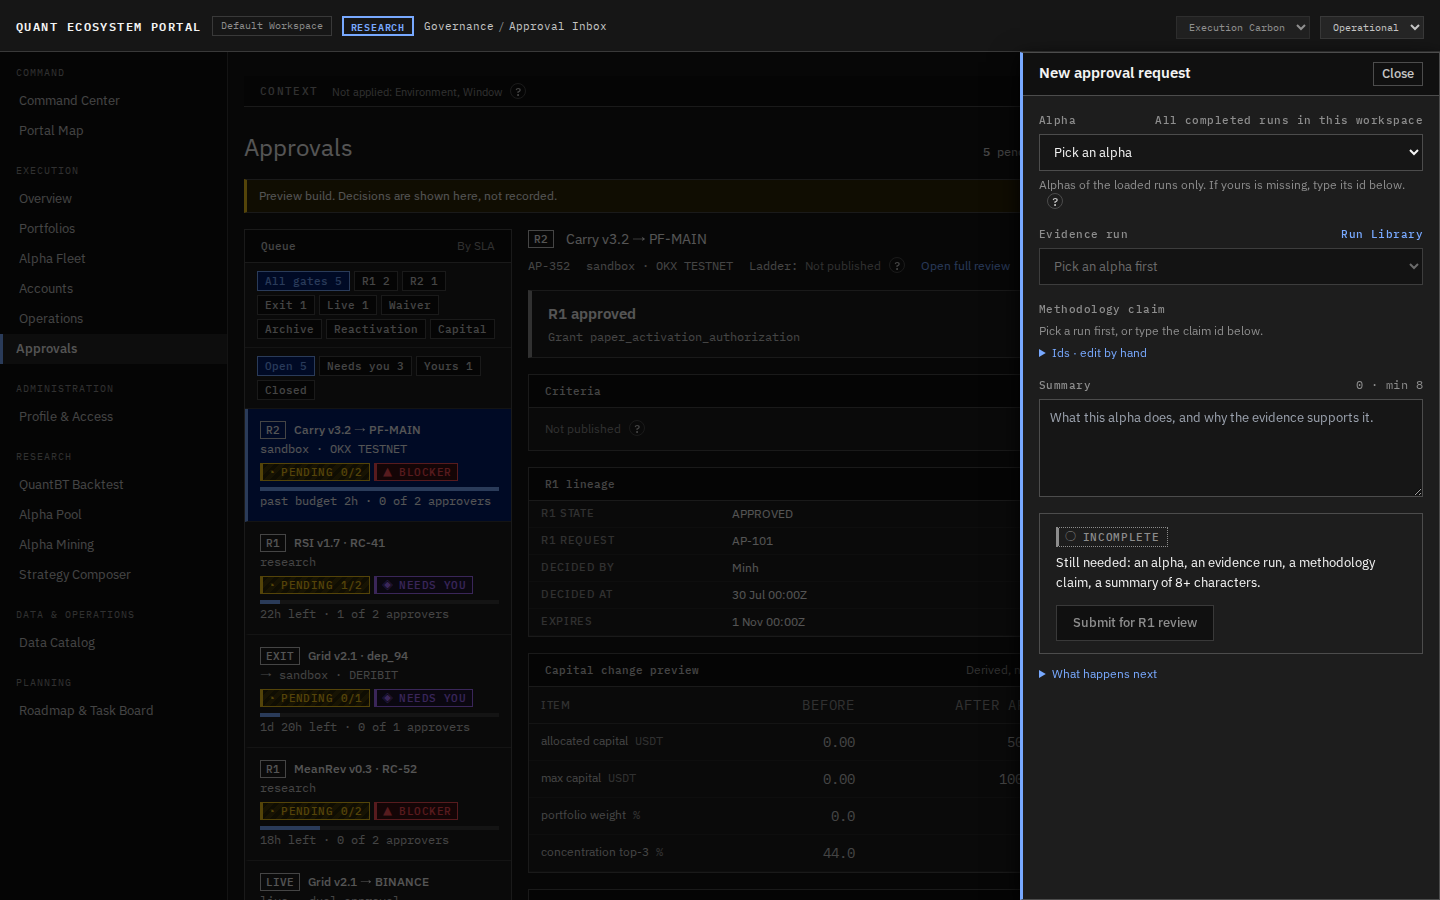 QUANT ECOSYSTEM PORTAL
Default Workspace
RESEARCH
Governance / Approval Inbox
Execution Carbon
Operational
COMMAND
Command Center
Portal Map
EXECUTION
Overview
Portfolios
Alpha Fleet
Accounts
Operations
Approvals
ADMINISTRATION
Profile & Access
RESEARCH
QuantBT Backtest
Alpha Pool
Alpha Mining
Strategy Composer
DATA & OPERATIONS
Data Catalog
PLANNING
Roadmap & Task Board
CONTEXT Not applied: Environment, Window ?
Approvals
5
Preview build. Decisions are shown here, not recorded.
Queue By SLA
All gates 5 R1 2 R2 1
Exit 1 Live 1 Waiver
Archive Reactivation Capital
Open 5 Needs you 3 Yours 1
Closed
R2 Carry v3.2 → PF-MAIN
sandbox · OKX TESTNET
PENDING 0/2 BLOCKER
past budget 2h · 0 of 2 approvers
R1 RSI v1.7 · RC-41
research
PENDING 1/2 NEEDS YOU
22h left · 1 of 2 approvers
EXIT Grid v2.1 · dep_94
→ sandbox · DERIBIT
PENDING 0/1 NEEDS YOU
1d 20h left · 0 of 1 approvers
R1 MeanRev v0.3 · RC-52
research
PENDING 0/2 BLOCKER
18h left · 0 of 2 approvers
LIVE Grid v2.1 → BINANCE
R2 Carry v3.2 → PF-MAIN
AP-352 sandbox · OKX TESTNET Ladder: Not published ? Open full review
R1 approved
Grant paper_activation_authorization
Criteria
Not published ?
R1 lineage
R1 STATE APPROVED
R1 REQUEST AP-101
DECIDED BY Minh
DECIDED AT 30 Jul 00:00Z
EXPIRES 1 Nov 00:00Z
Capital change preview Derived,
ITEM BEFORE AFTER
allocated capital USDT 0.00
max capital USDT 0.00
portfolio weight % 0.0
concentration top-3 % 44.0
New approval request
Close
Alpha All completed runs in this workspace
Pick an alpha
Alphas of the loaded runs only. If yours is missing, type its id below.
?
Evidence run Run Library
Pick an alpha first
Methodology claim
Pick a run first, or type the claim id below.
Ids · edit by hand
Summary 0 · min 8
What this alpha does, and why the evidence supports it.
INCOMPLETE
Still needed: an alpha, an evidence run, a methodology
claim, a summary of 8+ characters.
Submit for R1 review
What happens next